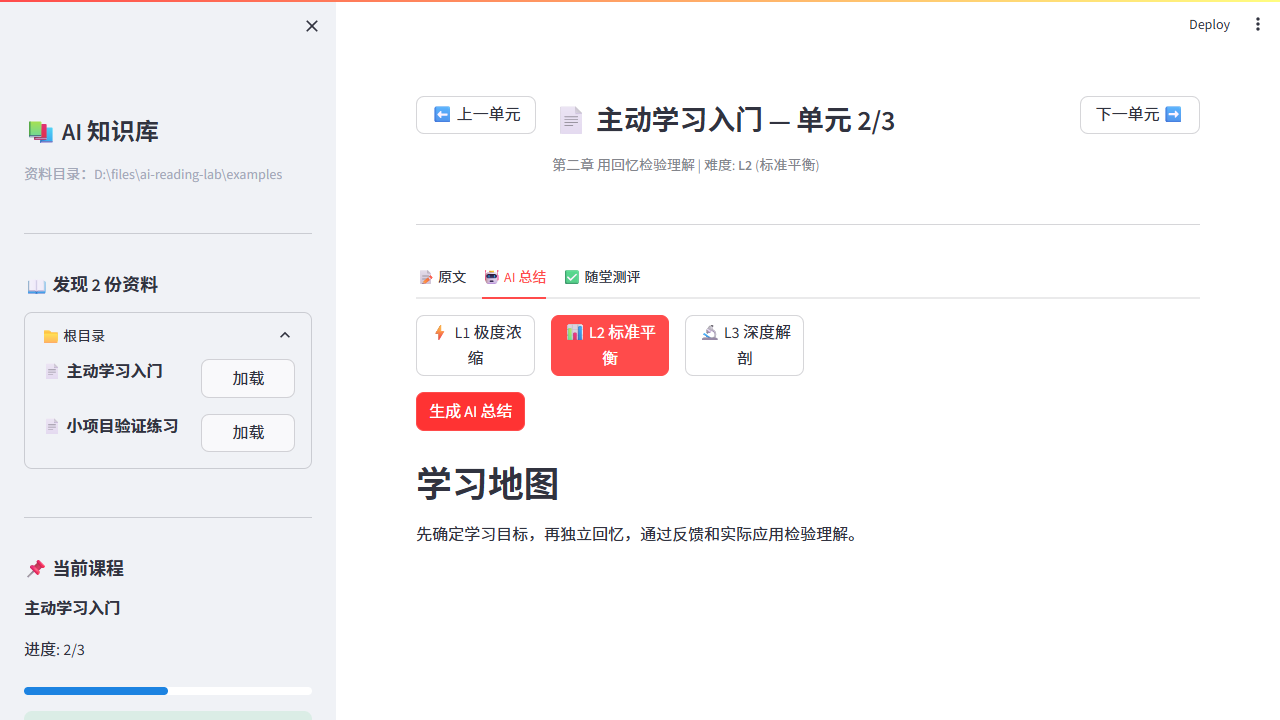 Deploy
AI 知识库
资料目录：D:\files\ai-reading-lab\examples
发现 2 份资料
根目录
主动学习入门
加载
小项目验证练习
加载
当前课程
主动学习入门
进度: 2/3
上一单元
主动学习入门 — 单元 2/3
下一单元
第二章 用回忆检验理解 | 难度: L2 (标准平衡)
原文
AI 总结
随堂测评
L1 极度浓
缩
L2 标准平
衡
L3 深度解
剖
生成 AI 总结
学习地图
先确定学习目标，再独立回忆，通过反馈和实际应用检验理解。